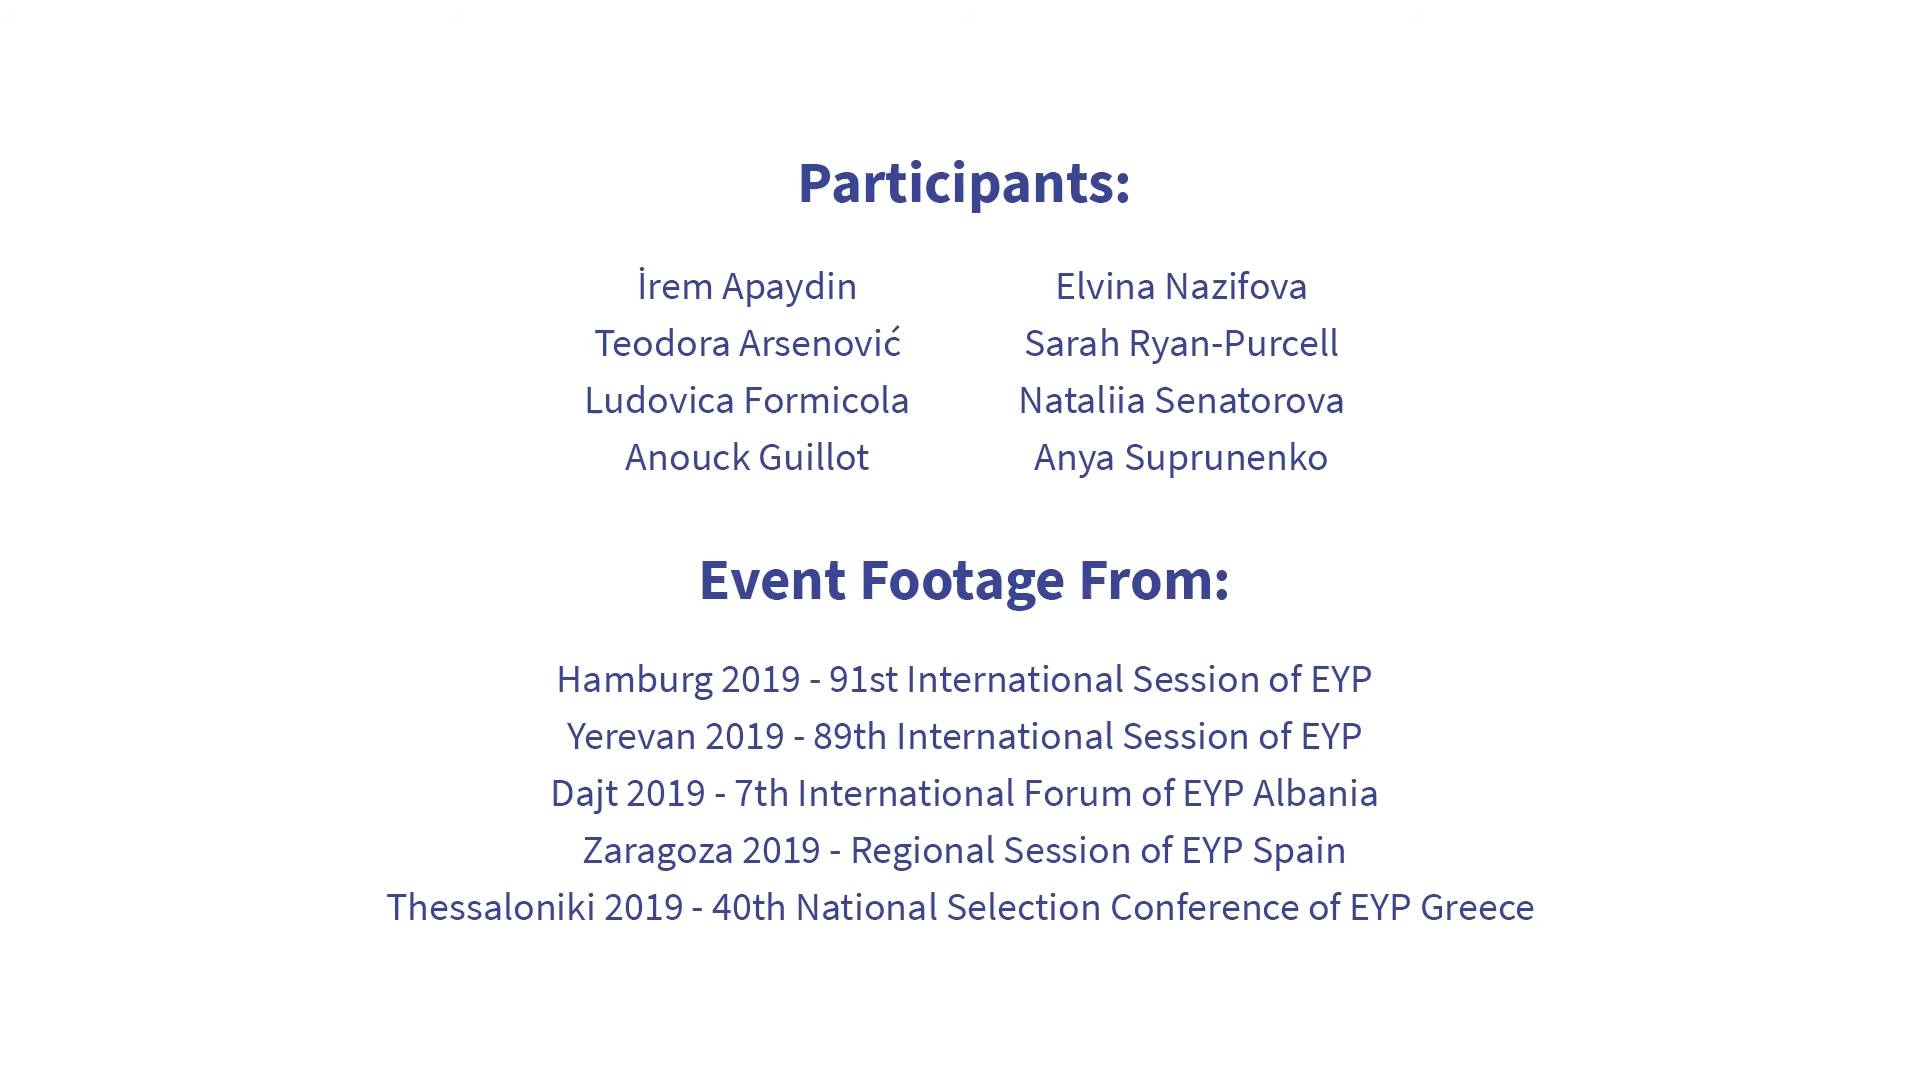 Participants:
İrem Apaydin
Teodora Arsenović
Ludovica Formicola
Anouck Guillot
Elvina Nazifova
Sarah Ryan-Purcell
Nataliia Senatorova
Anya Suprunenko
Event Footage From:
Hamburg 2019 - 91st International Session of EYP
Yerevan 2019 - 89th International Session of EYP
Dajt 2019 - 7th International Forum of EYP Albania
Zaragoza 2019 - Regional Session of EYP Spain
Thessaloniki 2019 - 40th National Selection Conference of EYP Greece